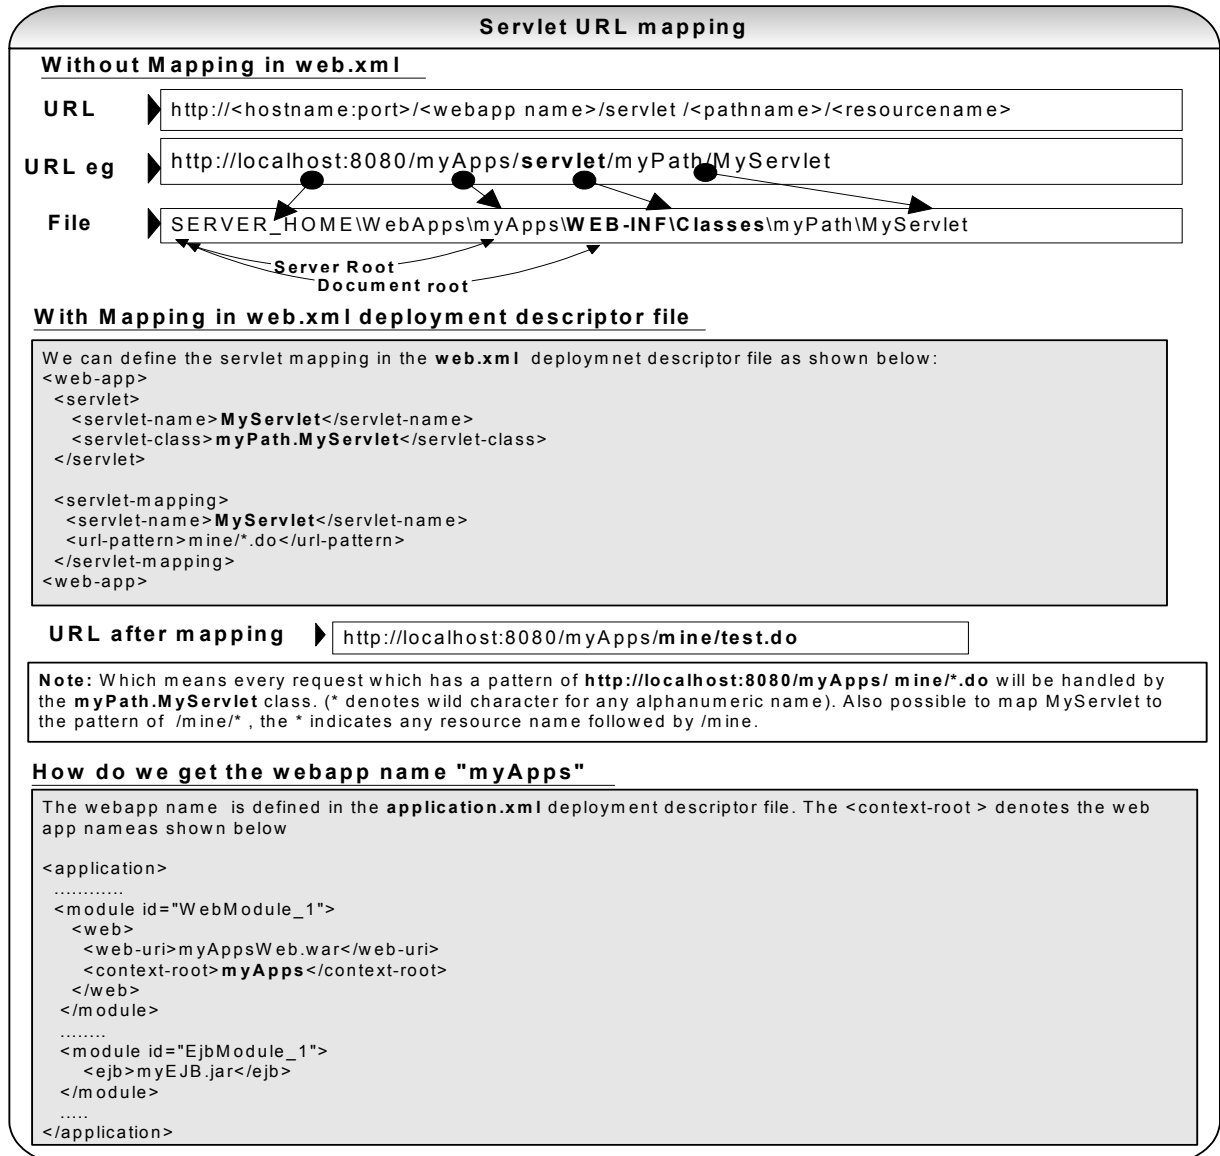 Servlet URL mapping
Without Mapping in web.xml
URL
http://<hostname:port>/<webapp name>/servlet /<pathname>/<resourcename>
URL eg
http://localhost:8080/myApps/servlet/myPath/MyServlet
File
SERVER_HOME\WebApps\myApps\WEB-INF\Classes\myPath\MyServlet
Server Root
Document root
With Mapping in web.xml deployment descriptor file
We can define the servlet mapping in the web.xml deploymnet descriptor file as shown below:
<web-app>
<servlet>
<servlet-name>MyServlet</servlet-name>
<servlet-class>myPath.MyServlet</servlet-class>
</servlet>
<servlet-mapping>
<servlet-name>MyServlet</servlet-name>
<url-pattern>mine/*.do</url-pattern>
</servlet-mapping>
<web-app>
URL after mapping
http://localhost:8080/myApps/mine/test.do
Note: Which means every request which has a pattern of http://localhost:8080/myApps/ mine/*.do will be handled by
the myPath.MyServlet class. (* denotes wild character for any alphanumeric name). Also possible to map MyServlet to
the pattern of /mine/* , the * indicates any resource name followed by /mine.
How do we get the webapp name "myApps"
The webapp name is defined in the application.xml deployment descriptor file. The <context-root > denotes the web
app nameas shown below
<application>
............
<module id="WebModule_1">
<web>
<web-uri>myAppsWeb.war</web-uri>
<context-root>myApps</context-root>
</web>
</module>
........
<module id="EjbModule_1">
<ejb>myEJB.jar</ejb>
</module>
.....
</application>